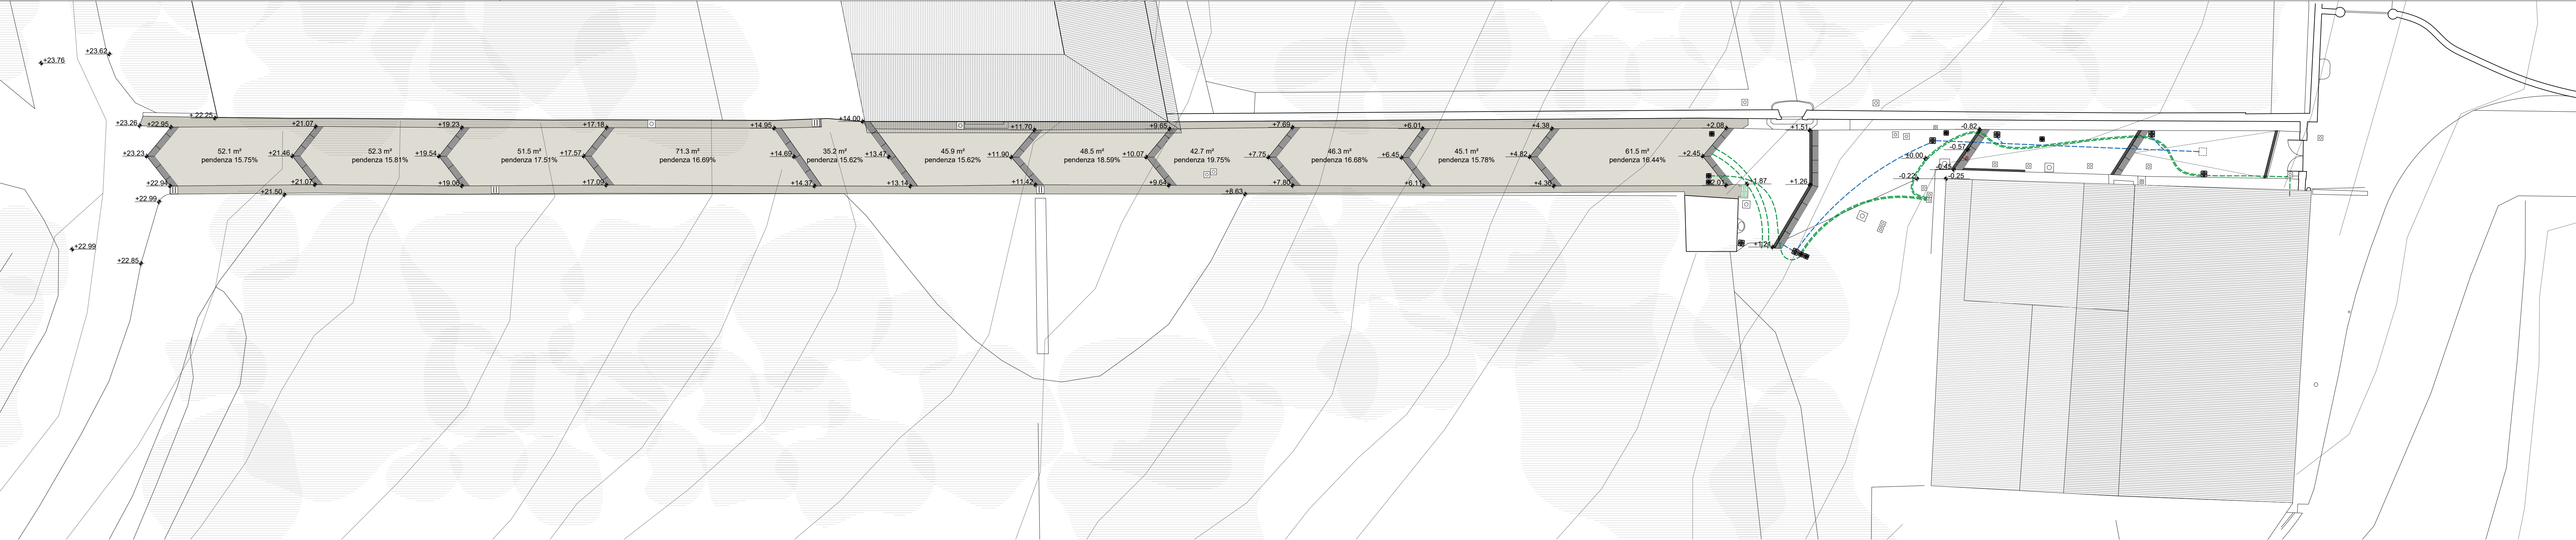 +23.62
+23.76
+22.25
+23.26
+22.95
+21.07
+19.23
+17.18
+14.95
+14.00
+11.70
+9.65
+7.69
+6.01
+4.38
+2.08
+1.51
-0.82
52.1 m²
pendenza 15.75%
52.3 m²
pendenza 15.81%
51.5 m²
pendenza 17.51%
71.3 m²
pendenza 16.69%
35.2 m²
pendenza 15.62%
45.9 m²
pendenza 15.62%
48.5 m²
pendenza 18.59%
42.7 m²
pendenza 19.75%
46.3 m²
pendenza 16.68%
45.1 m²
pendenza 15.78%
61.5 m²
pendenza 16.44%
+23.23
+21.46
+19.54
+17.57
+14.69
+13.47
+11.90
+10.07
+7.75
+6.45
+4.82
+2.45
+0.00
-0.57
-0.45
+22.94
+21.07
+19.06
+17.09
+14.37
+13.14
+11.42
+9.64
+7.80
+6.11
+4.30
+2.01
+1.87
+1.26
-0.22
-0.25
+21.50
+8.63
+22.99
+22.99
+22.85
+1.24